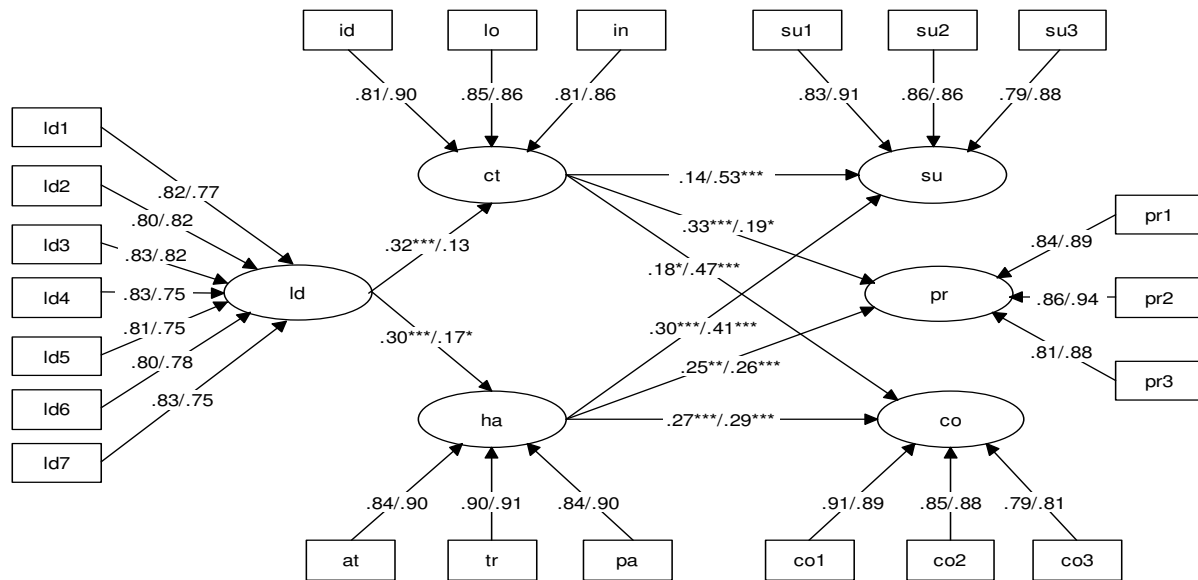 id
lo
in
su1
su2
su3
.81/.90
.85/.86
.81/.86
.83/.91
.86/.86
.79/.88
ld1
ld2
ld3
ld4
ld5
ld6
ld7
.82/.77
.80/.82
.83/.82
.83/.75
.81/.75
.80/.78
.83/.75
ld
ct
su
.32***/.13
.30***/.17*
.14/.53***
.33***/.19*
.18*/.47***
.30***/.41***
.25**/.26***
.27***/.29***
pr
pr1
pr2
pr3
.84/.89
.86/.94
.81/.88
ha
co
.84/.90
.90/.91
.84/.90
.91/.89
.85/.88
.79/.81
at
tr
pa
co1
co2
co3